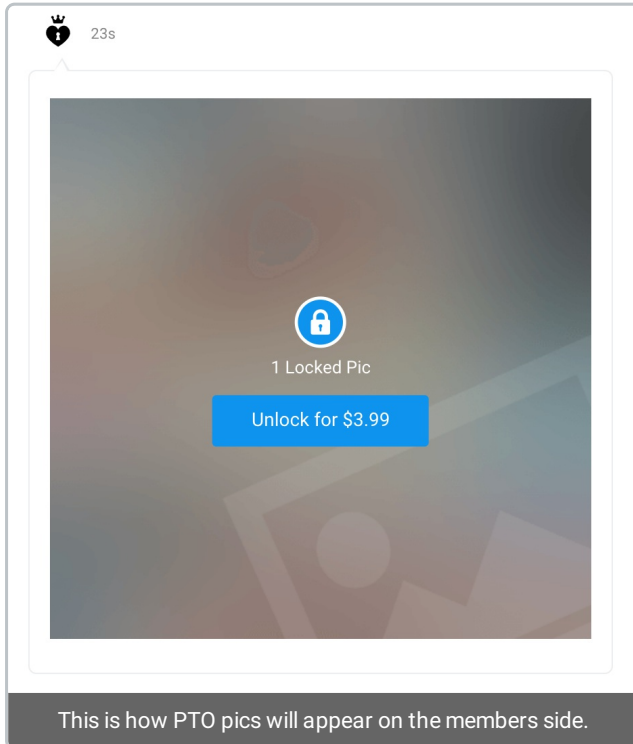 23s
1 Locked Pic
Unlock for $3.99
This is how PTO pics will appear on the members side.